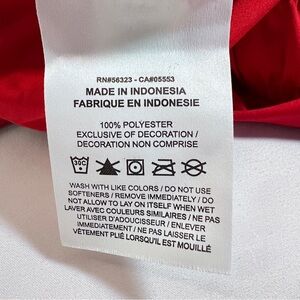 RN#56323 - CA#05553
MADE IN INDONESIA
FABRIQUE EN INDONESIE
100% POLYESTER
EXCLUSIVE OF DECORATION /
DECORATION NON COMPRISE
30C
WASH WITH LIKE COLORS / DO NOT USE
SOFTENERS / REMOVE IMMEDIATELY / DO
NOT ALLOW TO LAY ON ITSELF WHEN WET
LAVER AVEC COULEURS SIMILAIRES / NE PAS
UTILISER D'ADOUCISSEUR / ENLEVER
IMMEDIATEMENT / NE PAS LAISSER LE
VÊTEMENT PLIÉ LORSQU'IL EST MOUILLÉ